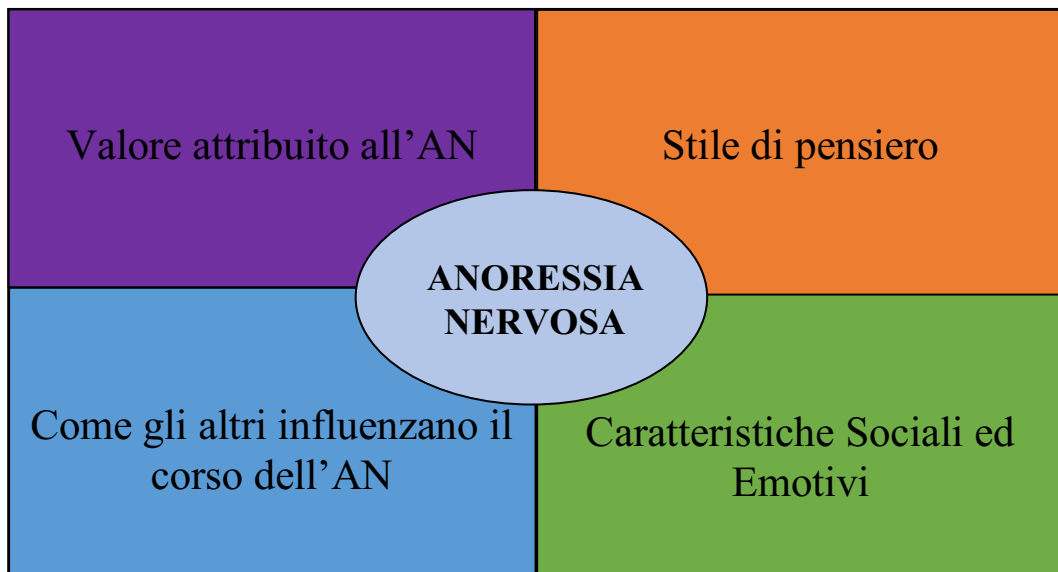 Valore attribuito all’AN
Stile di pensiero
ANORESSIA
NERVOSA
Come gli altri influenzano il
corso dell’AN
Caratteristiche Sociali ed
Emotivi